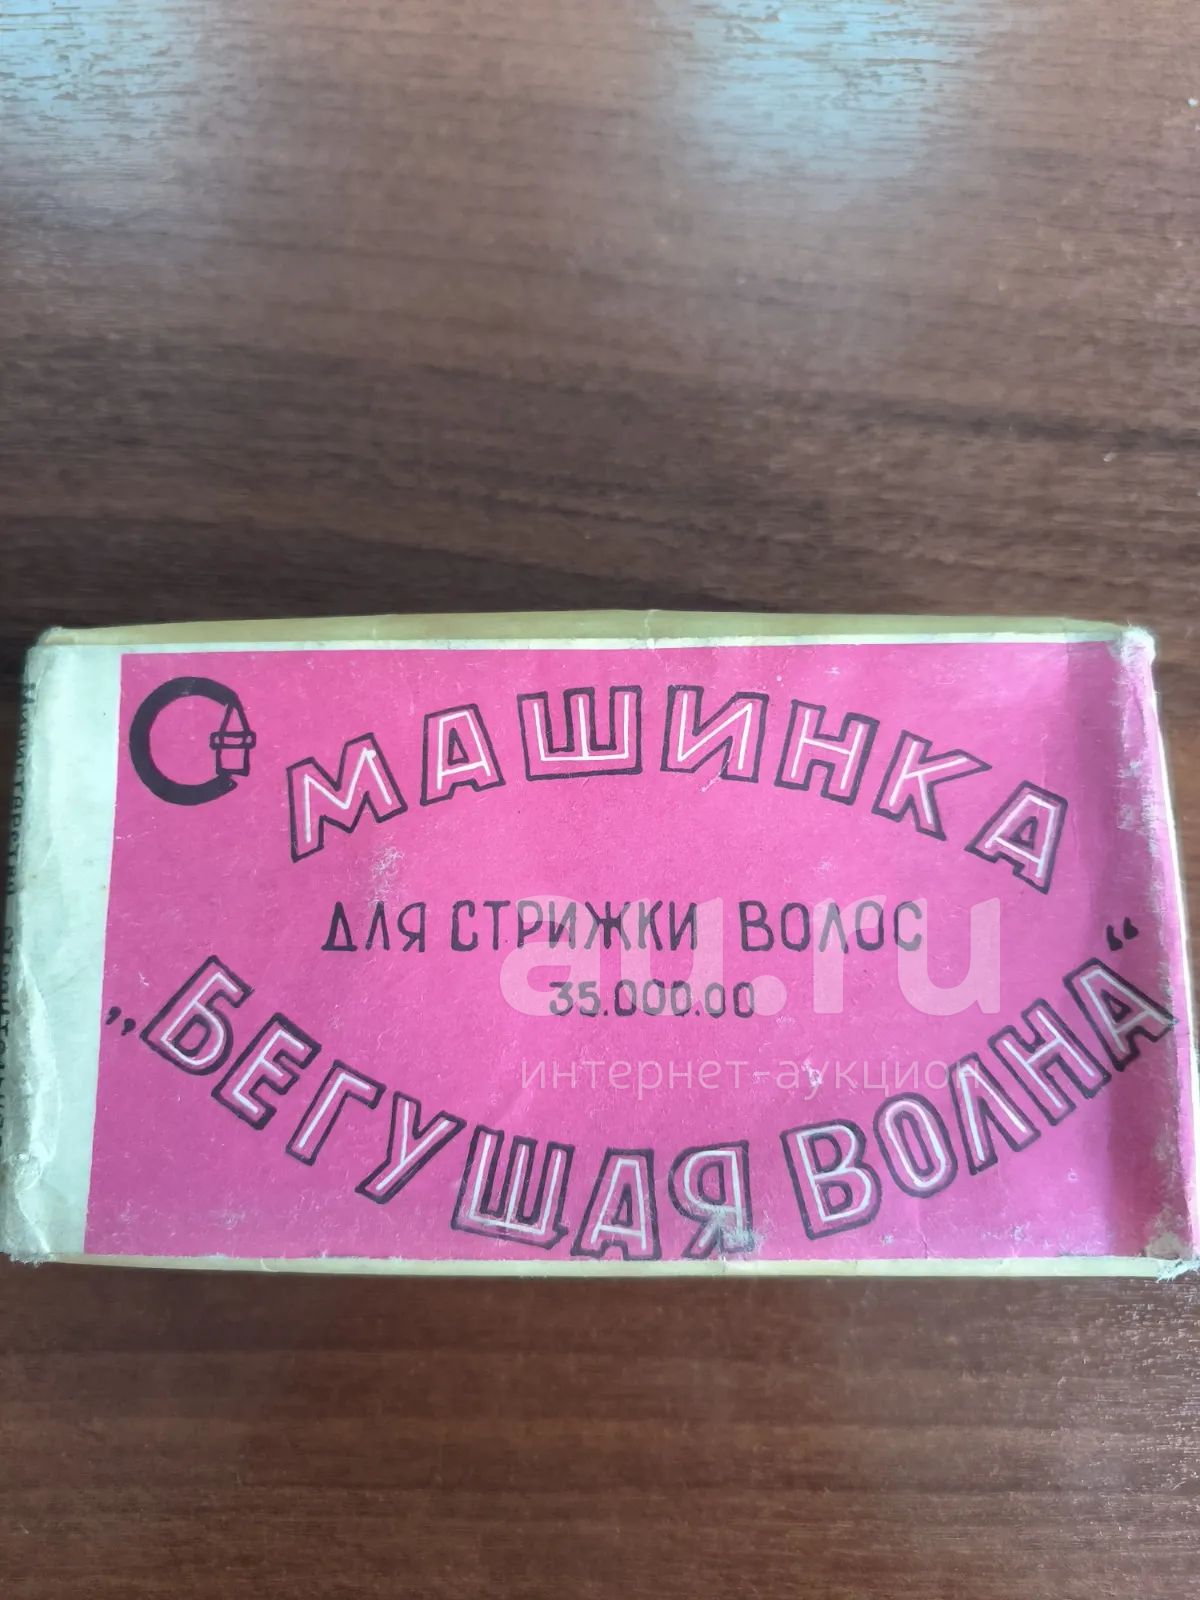 МАШИНКА
ДЛЯ СТРИЖКИ ВОЛОС
35.000.00
„БЕГУЩАЯ ВОЛНА“
au.ru
интернет-аукцион